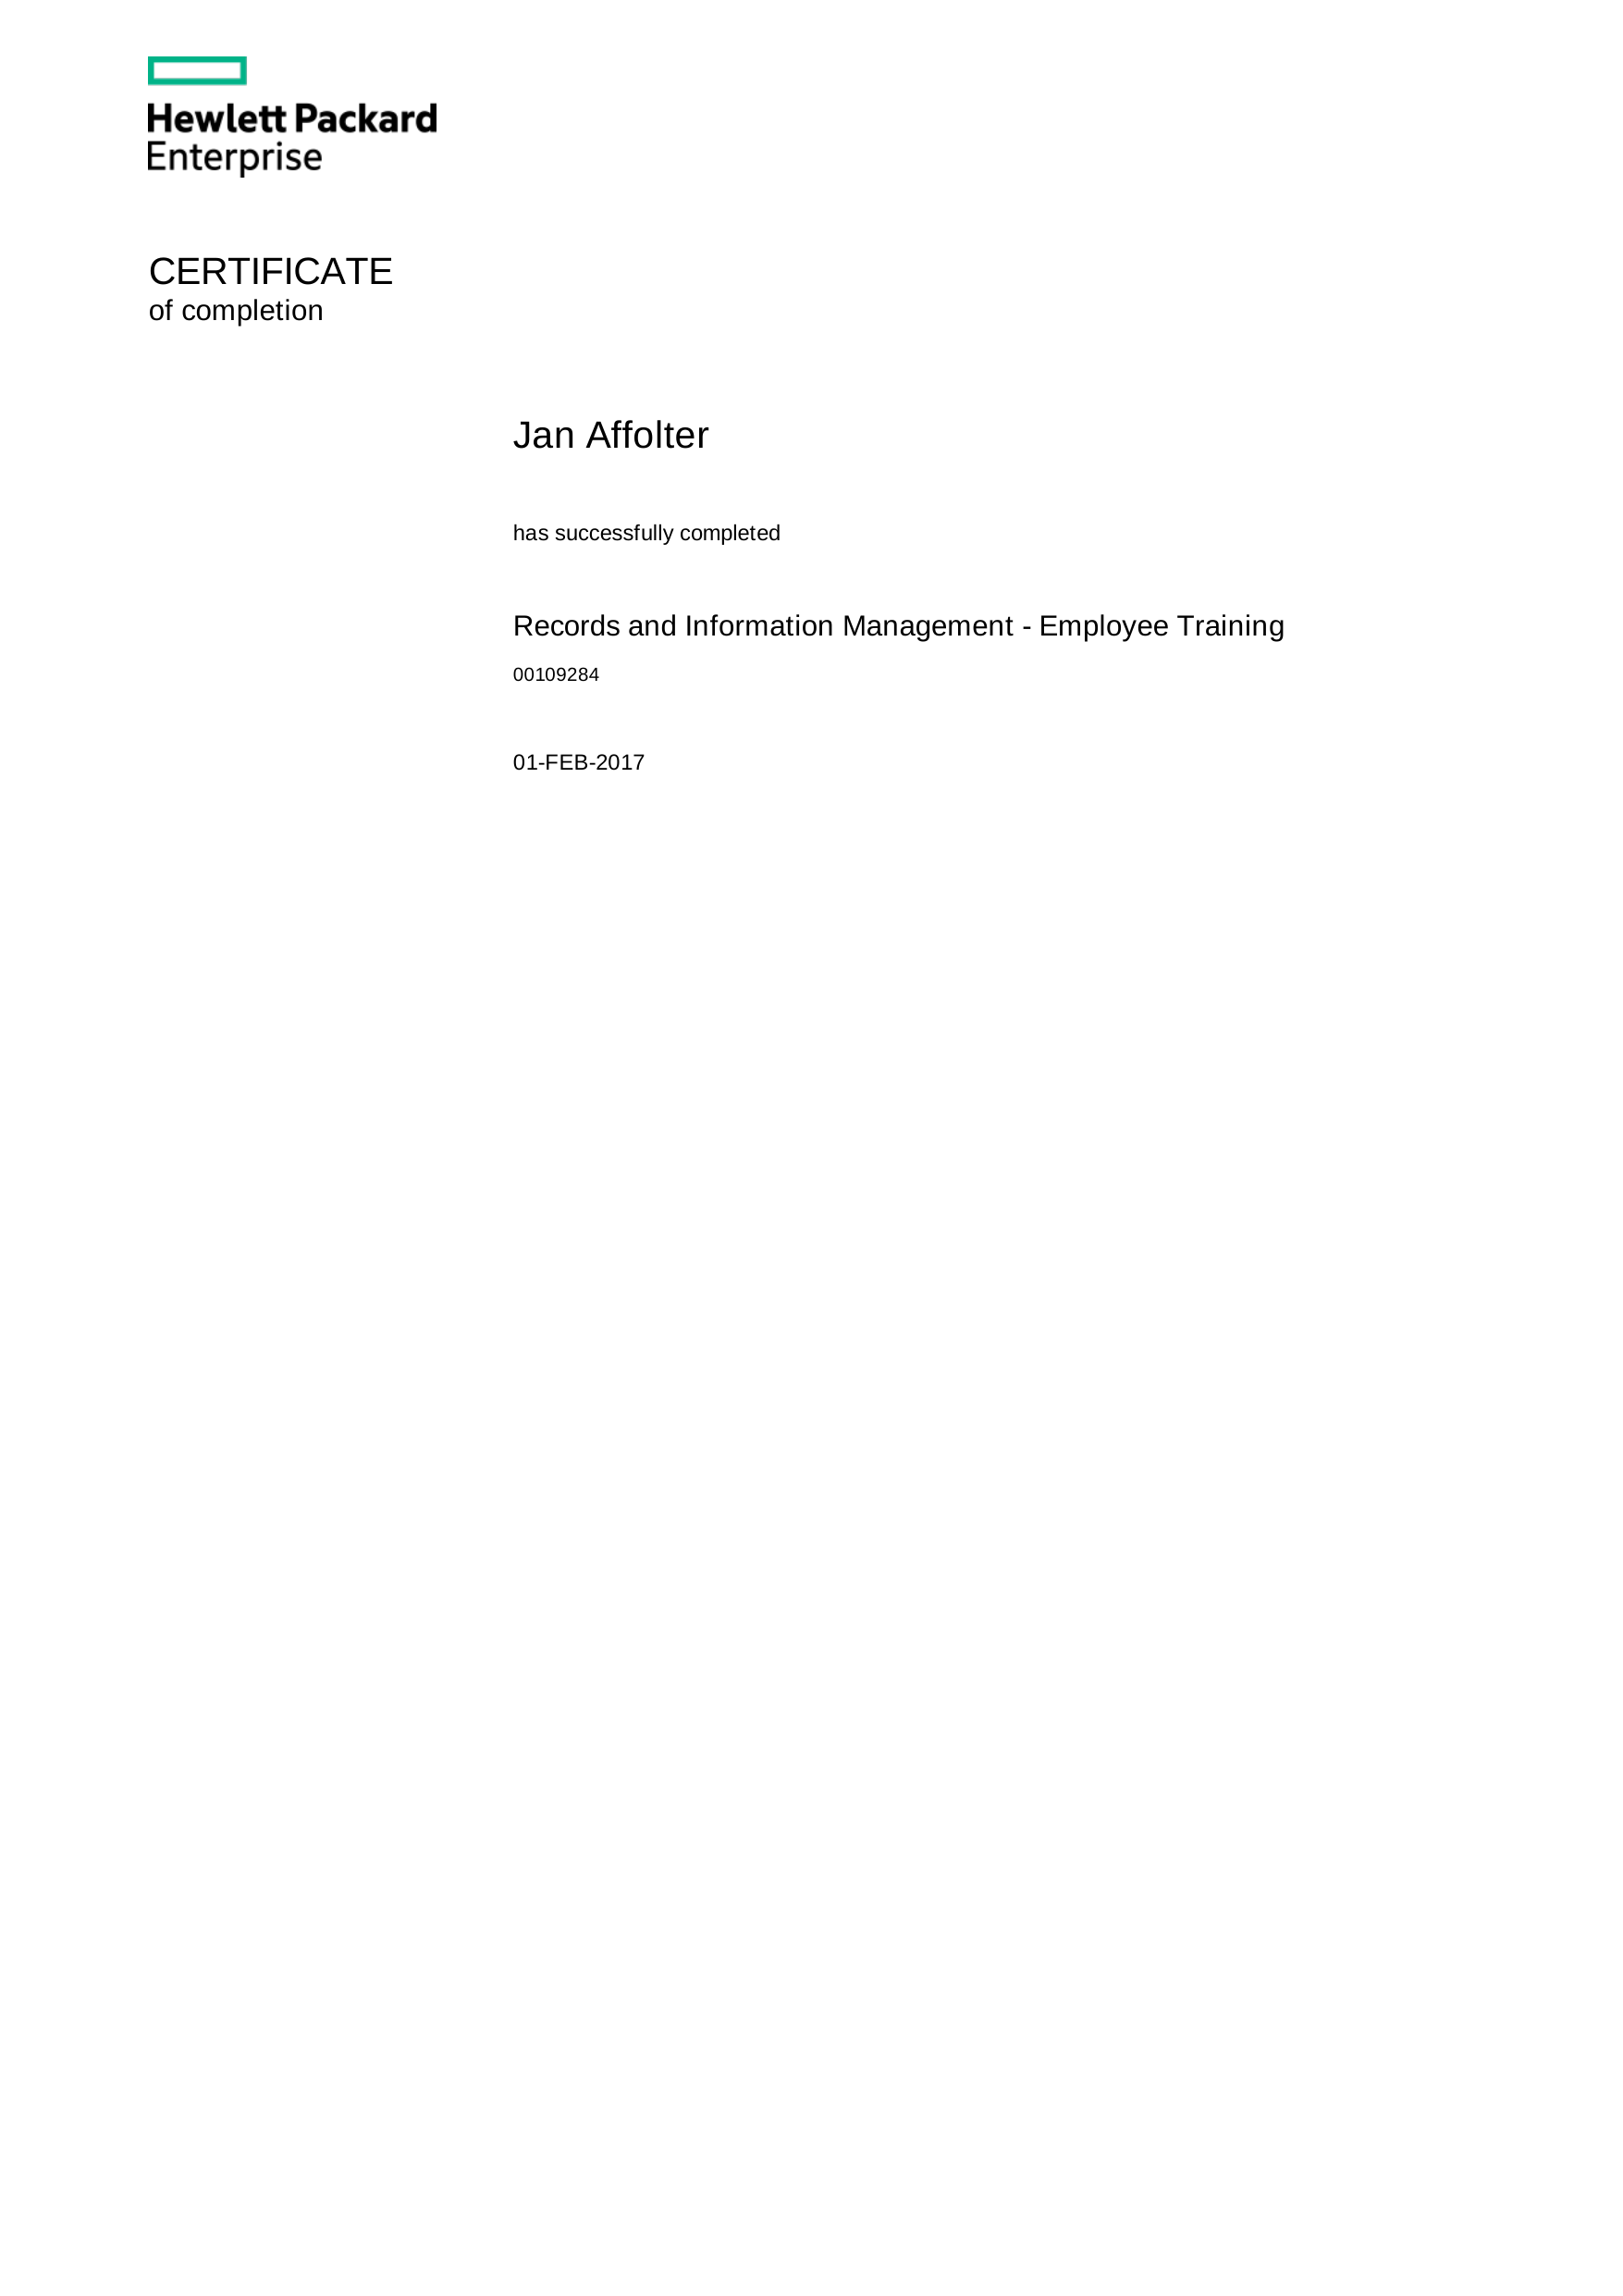 Hewlett Packard
Enterprise
CERTIFICATE
of completion
Jan Affolter
has successfully completed
Records and Information Management - Employee Training
00109284
01-FEB-2017